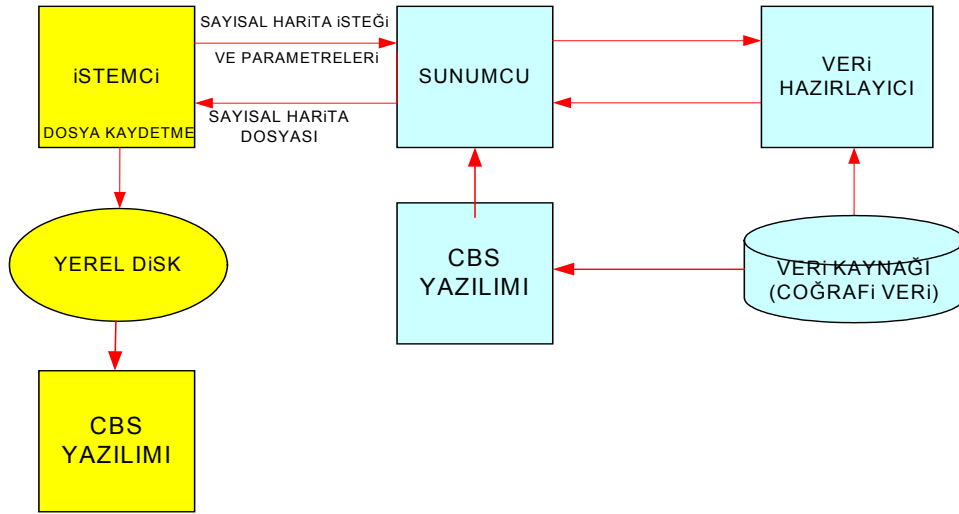 SAYISAL HARiTA iSTEĞi
VE PARAMETRELERi
iSTEMCi
DOSYA KAYDETME
SAYISAL HARiTA
DOSYASI
SUNUMCU
VERi
HAZIRLAYICI
YEREL DiSK
CBS
YAZILIMI
VERi KAYNAĞI
(COĞRAFi VERi)
CBS
YAZILIMI